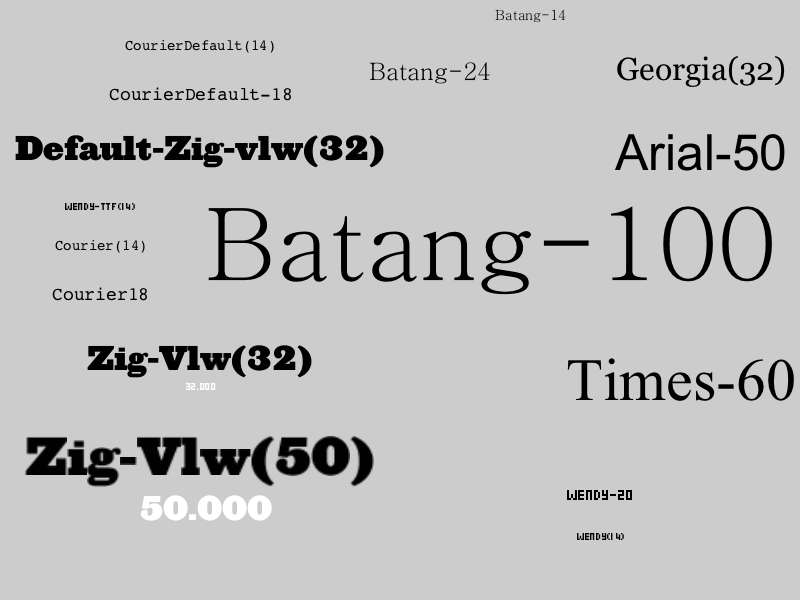 Batang-14
CourierDefault(14)
Batang-24
Georgia(32)
CourierDefault-18
Default-Zig-vlw(32)
Arial-50
WENDY-TTF(14)
Batang-100
Courier(14)
Courier18
Zig-Vlw(32)
32.000
Times-60
Zig-Vlw(50)
50.000
WENDY-20
WENDY(14)